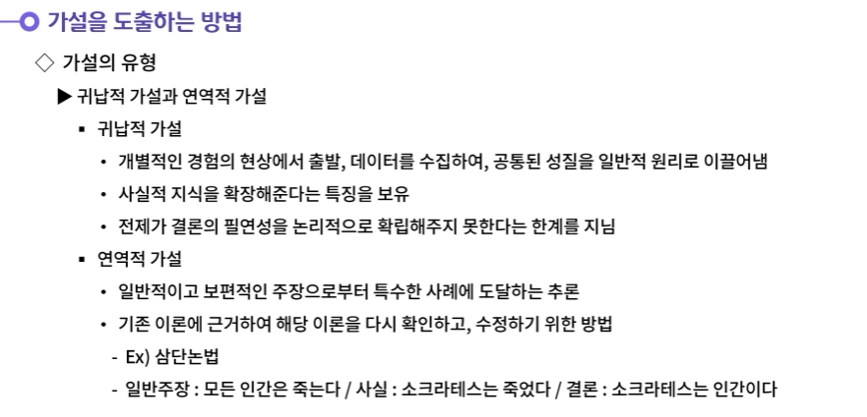 가설을 도출하는 방법
◇ 가설의 유형
▶ 귀납적 가설과 연역적 가설
▪ 귀납적 가설
• 개별적인 경험의 현상에서 출발, 데이터를 수집하여, 공통된 성질을 일반적 원리로 이끌어냄
• 사실적 지식을 확장해준다는 특징을 보유
• 전제가 결론의 필연성을 논리적으로 확립해주지 못한다는 한계를 지님
▪ 연역적 가설
• 일반적이고 보편적인 주장으로부터 특수한 사례에 도달하는 추론
• 기존 이론에 근거하여 해당 이론을 다시 확인하고, 수정하기 위한 방법
- Ex) 삼단논법
- 일반주장 : 모든 인간은 죽는다 / 사실 : 소크라테스는 죽었다 / 결론 : 소크라테스는 인간이다